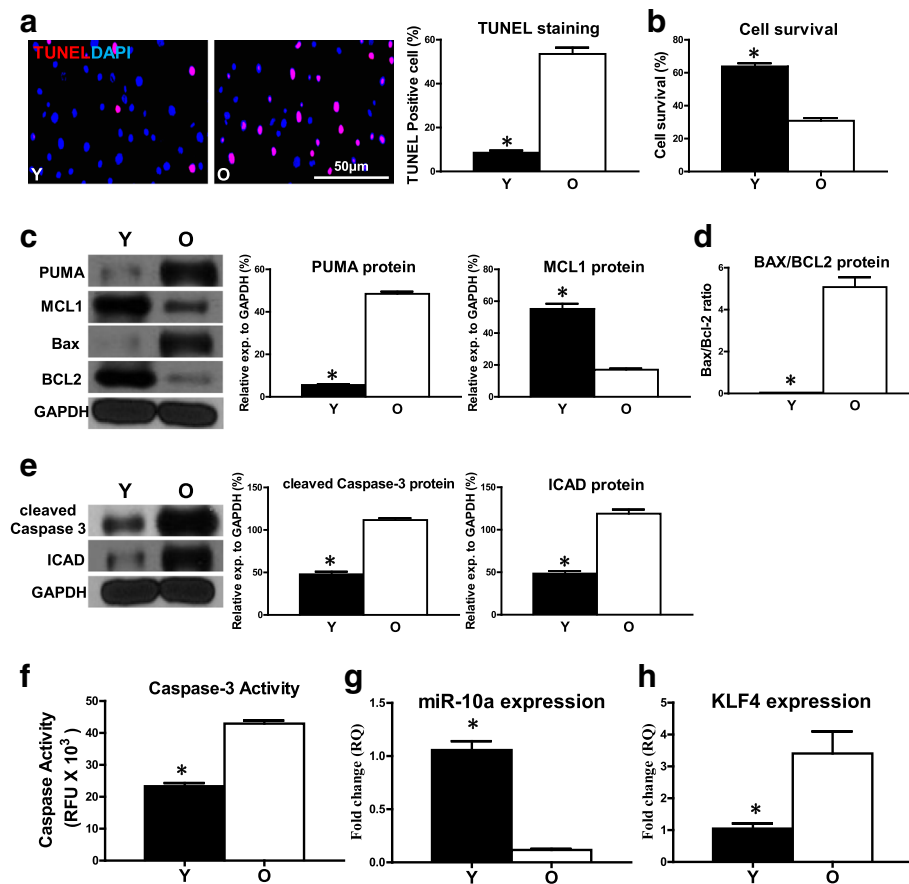 a
TUNEL DAPI
Y
O
50µm
TUNEL staining
TUNEL Positive cell (%)
60
40
20
0
*
Y O
b
Cell survival
Cell survival (%)
80
60
40
20
0
*
Y O
c
Y O
PUMA
MCL1
Bax
BCL2
GAPDH
PUMA protein
Relative exp. to GAPDH (%)
60
40
20
0
*
Y O
MCL1 protein
Relative exp. to GAPDH (%)
80
60
40
20
0
*
Y O
d
BAX/BCL2 protein
Bax/Bcl-2 ratio
6
4
2
0
*
Y O
e
Y O
cleaved
Caspase 3
ICAD
GAPDH
cleaved Caspase-3 protein
Relative exp. to GAPDH (%)
150
100
50
0
*
Y O
ICAD protein
Relative exp. to GAPDH (%)
150
100
50
0
*
Y O
f
Caspase-3 Activity
Caspase Activity
(RFU X 10³)
50
40
30
20
10
0
*
Y O
g
miR-10a expression
Fold change (RQ)
1.5
1.0
0.5
0.0
*
Y O
h
KLF4 expression
Fold change (RQ)
5
4
3
2
1
0
*
Y O